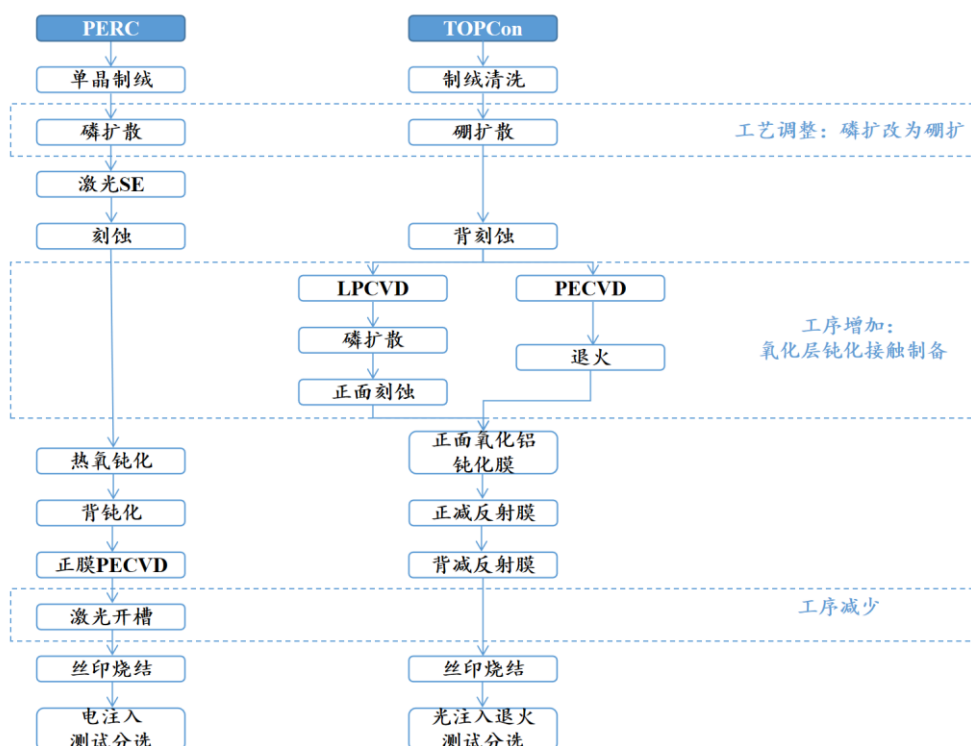 PERC
TOPCon
单晶制绒
制绒清洗
磷扩散
硼扩散
工艺调整：磷扩改为硼扩
激光SE
刻蚀
背刻蚀
LPCVD
PECVD
磷扩散
退火
正面刻蚀
工序增加：
氧化层钝化接触制备
热氧钝化
正面氧化铝
钝化膜
背钝化
正减反射膜
正膜PECVD
背减反射膜
激光开槽
工序减少
丝印烧结
丝印烧结
电注入
测试分选
光注入退火
测试分选